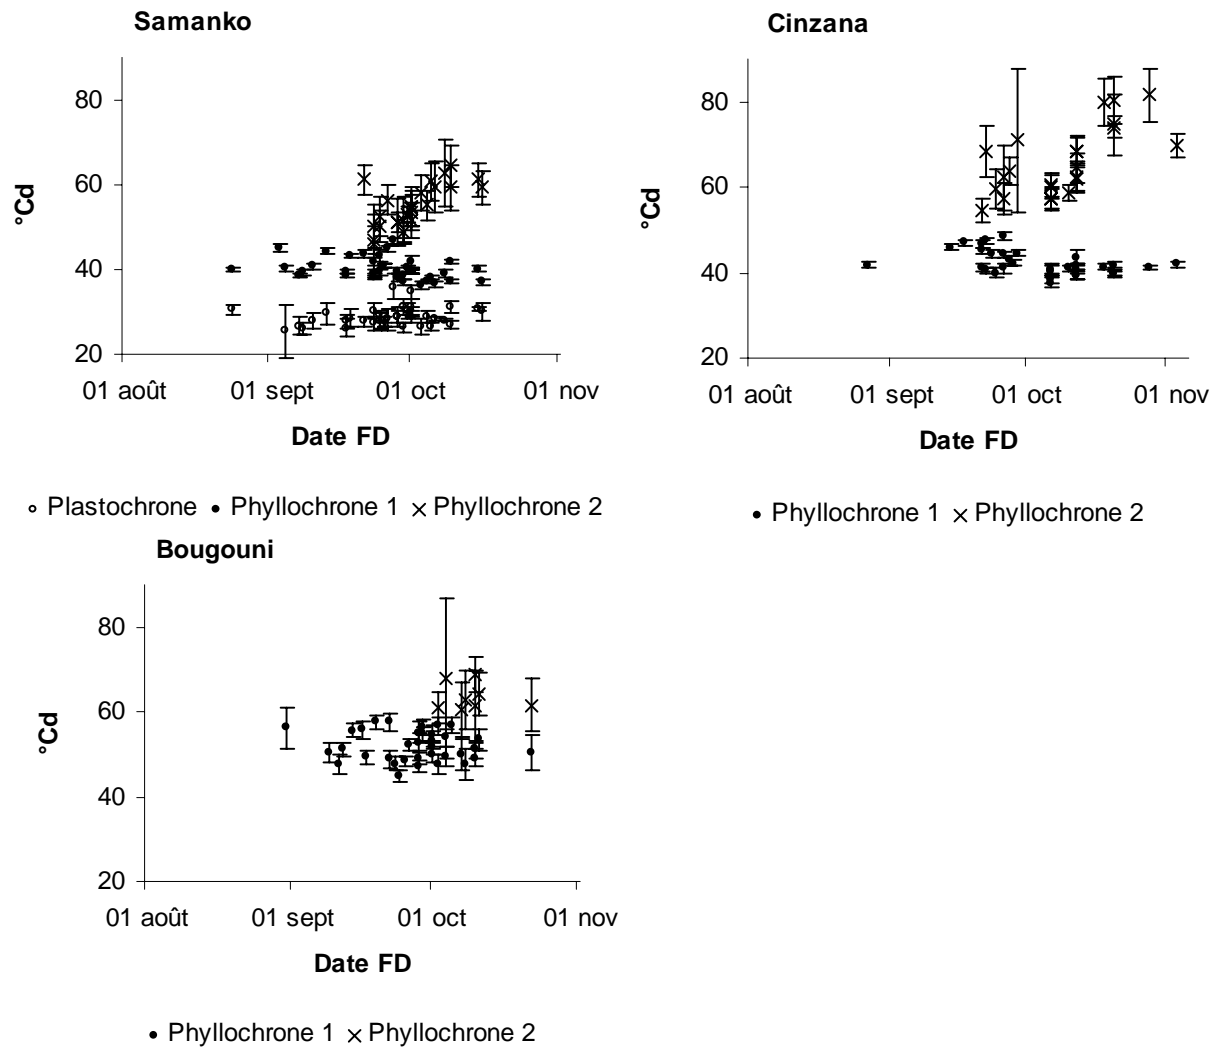 Samanko
80
60
40
20
°Cd
01 août 01 sept 01 oct 01 nov
Date FD
Plastochrone Phyllochrone 1 Phyllochrone 2
Cinzana
80
60
40
20
°Cd
01 août 01 sept 01 oct 01 nov
Date FD
Phyllochrone 1 Phyllochrone 2
Bougouni
80
60
40
20
°Cd
01 août 01 sept 01 oct 01 nov
Date FD
Phyllochrone 1 Phyllochrone 2